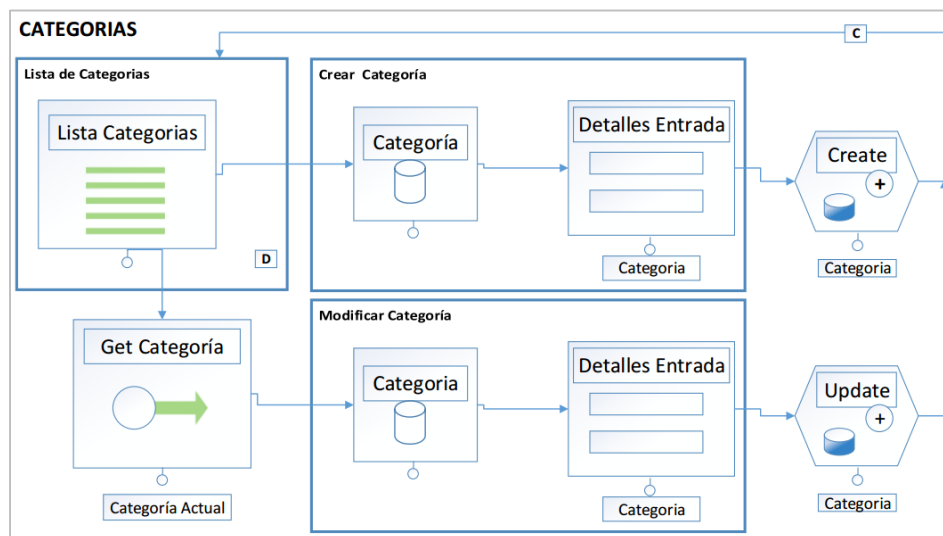 CATEGORIAS
C
Lista de Categorias
Lista Categorias
D
Crear Categoría
Categoría
Detalles Entrada
Categoria
Create
+
Categoria
Get Categoría
Categoría Actual
Modificar Categoría
Categoria
Detalles Entrada
Categoria
Update
+
Categoria